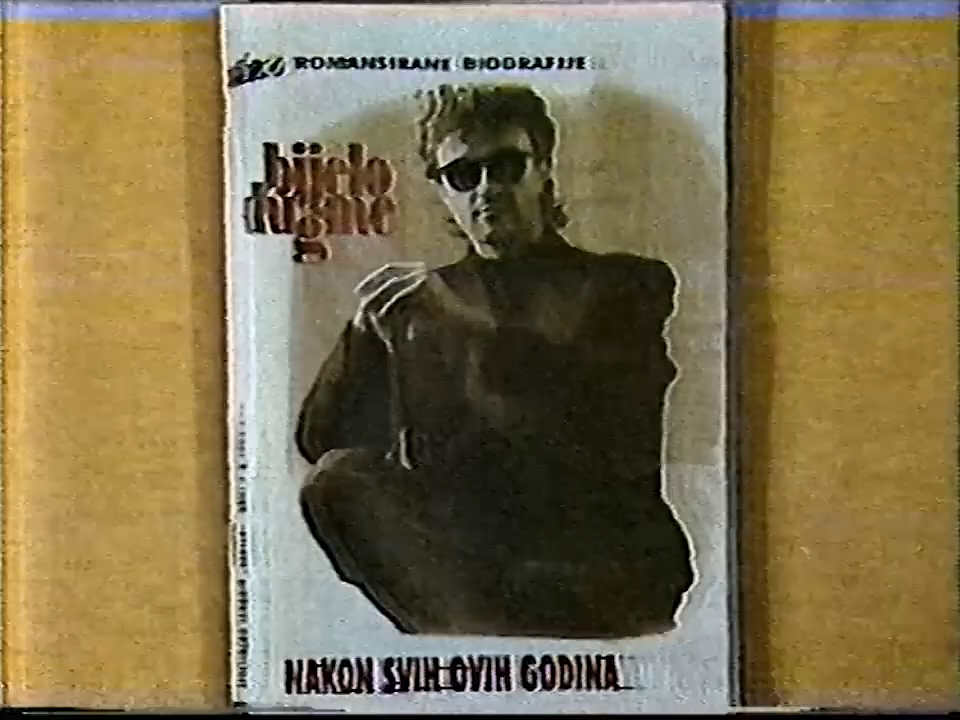 ROMANSIRANE BIOGRAFIJE
bijelo
dugme
NAKON SVIH OVIH GODINA